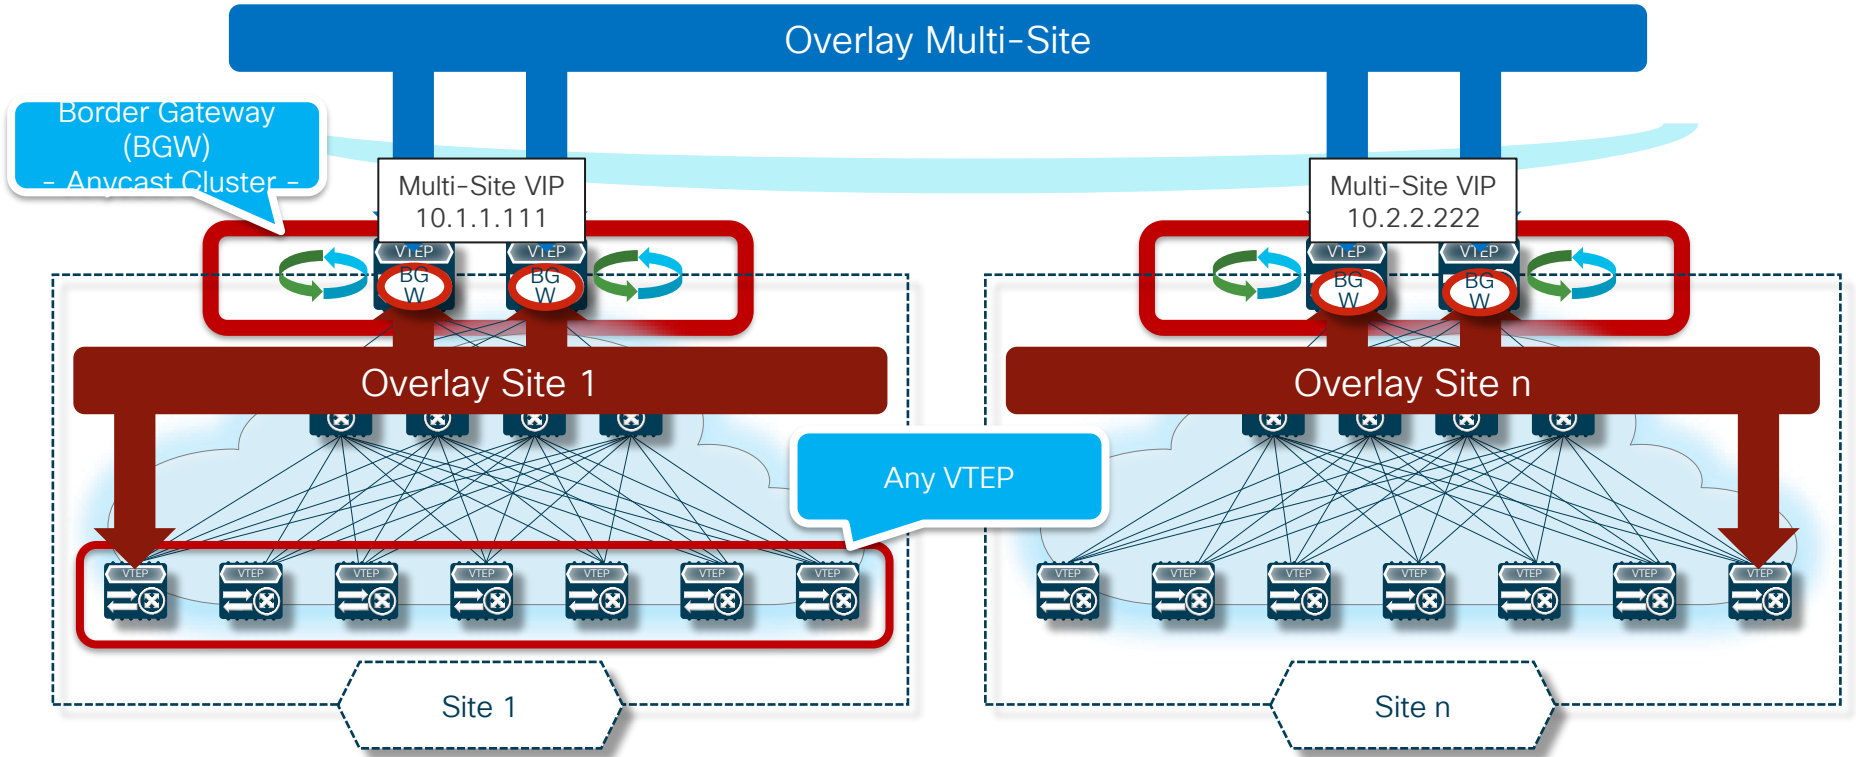 Overlay Multi-Site
Border Gateway
(BGW)
- Anycast Cluster -
Multi-Site VIP
10.1.1.111
Multi-Site VIP
10.2.2.222
VTEP
VTEP
VTEP
VTEP
BG
W
BG
W
BG
W
BG
W
Overlay Site 1
Overlay Site n
Any VTEP
VTEP
VTEP
VTEP
VTEP
VTEP
VTEP
VTEP
VTEP
VTEP
VTEP
VTEP
VTEP
VTEP
VTEP
Site 1
Site n